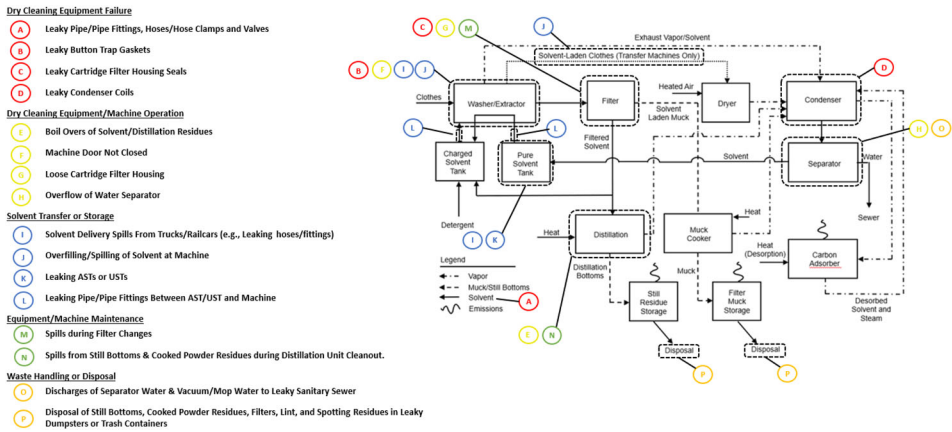 Dry Cleaning Equipment Failure
A Leaky Pipe/Pipe Fittings, Hoses/Hose Clamps and Valves
B Leaky Button Trap Gaskets
C Leaky Cartridge Filter Housing Seals
D Leaky Condenser Coils
Dry Cleaning Equipment/Machine Operation
E Boil Overs of Solvent/Distillation Residues
F Machine Door Not Closed
G Loose Cartridge Filter Housing
H Overflow of Water Separator
Solvent Transfer or Storage
I Solvent Delivery Spills From Trucks/Railcars (e.g., Leaking hoses/fittings)
J Overfilling/Spilling of Solvent at Machine
K Leaking ASTs or USTs
L Leaking Pipe/Pipe Fittings Between AST/UST and Machine
Equipment/Machine Maintenance
M Spills during Filter Changes
N Spills from Still Bottoms & Cooked Powder Residues during Distillation Unit Cleanout.
Waste Handling or Disposal
O Discharges of Separator Water & Vacuum/Mop Water to Leaky Sanitary Sewer
P Disposal of Still Bottoms, Cooked Powder Residues, Filters, Lint, and Spotting Residues in Leaky
Dumpsters or Trash Containers
C G M J
Exhaust Vapor/Solvent
Solvent-Laden Clothes (Transfer Machines Only)
B F I J D
Clothes
Washer/Extractor
Filter
Heated Air
Dryer
Condenser
Solvent
Laden Muck
L L
Filtered
Solvent
H O
Charged
Solvent
Tank
Pure
Solvent
Tank
Solvent
Separator
Water
Sewer
Detergent
I K
Heat
Distillation
Muck
Cooker
Heat
Heat
(Desorption)
Carbon
Adsorber
Distillation
Bottoms
Muck
Legend
Vapor
Muck/Still Bottoms
Solvent
A
Emissions
Still
Residue
Storage
Filter
Muck
Storage
Desorbed
Solvent and
Steam
E N
Disposal
Disposal
P P